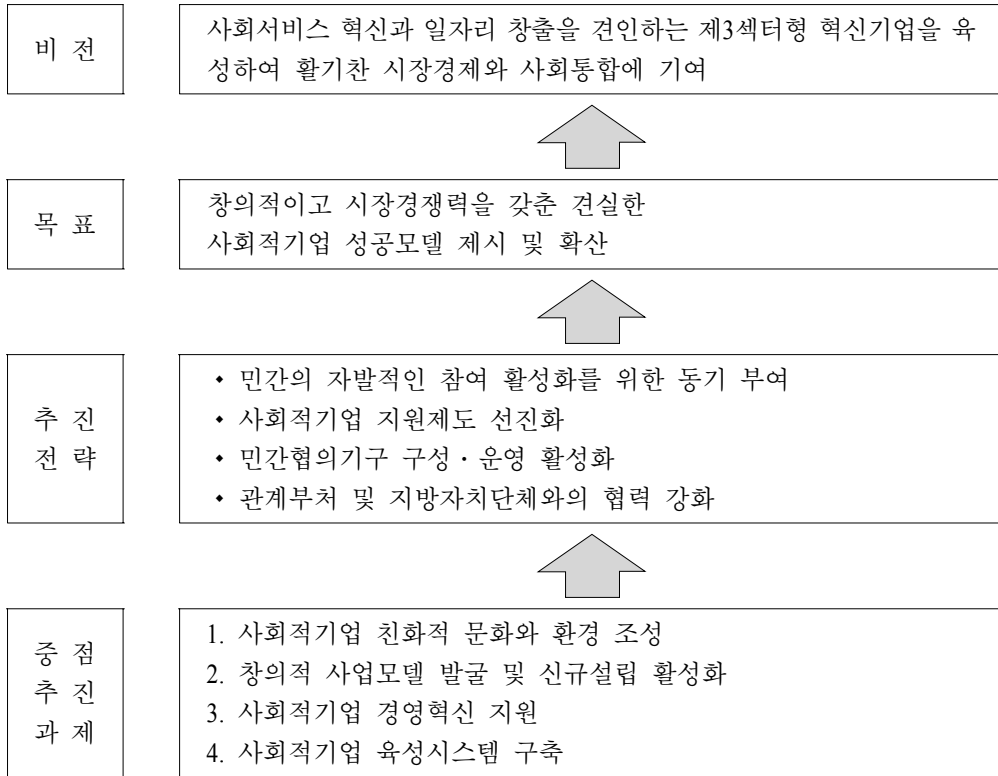 비 전
사회서비스 혁신과 일자리 창출을 견인하는 제3섹터형 혁신기업을 육
성하여 활기찬 시장경제와 사회통합에 기여
목 표
창의적이고 시장경쟁력을 갖춘 견실한
사회적기업 성공모델 제시 및 확산
추 진
전 략
• 민간의 자발적인 참여 활성화를 위한 동기 부여
• 사회적기업 지원제도 선진화
• 민간협의기구 구성·운영 활성화
• 관계부처 및 지방자치단체와의 협력 강화
중 점
추 진
과 제
1. 사회적기업 친화적 문화와 환경 조성
2. 창의적 사업모델 발굴 및 신규설립 활성화
3. 사회적기업 경영혁신 지원
4. 사회적기업 육성시스템 구축